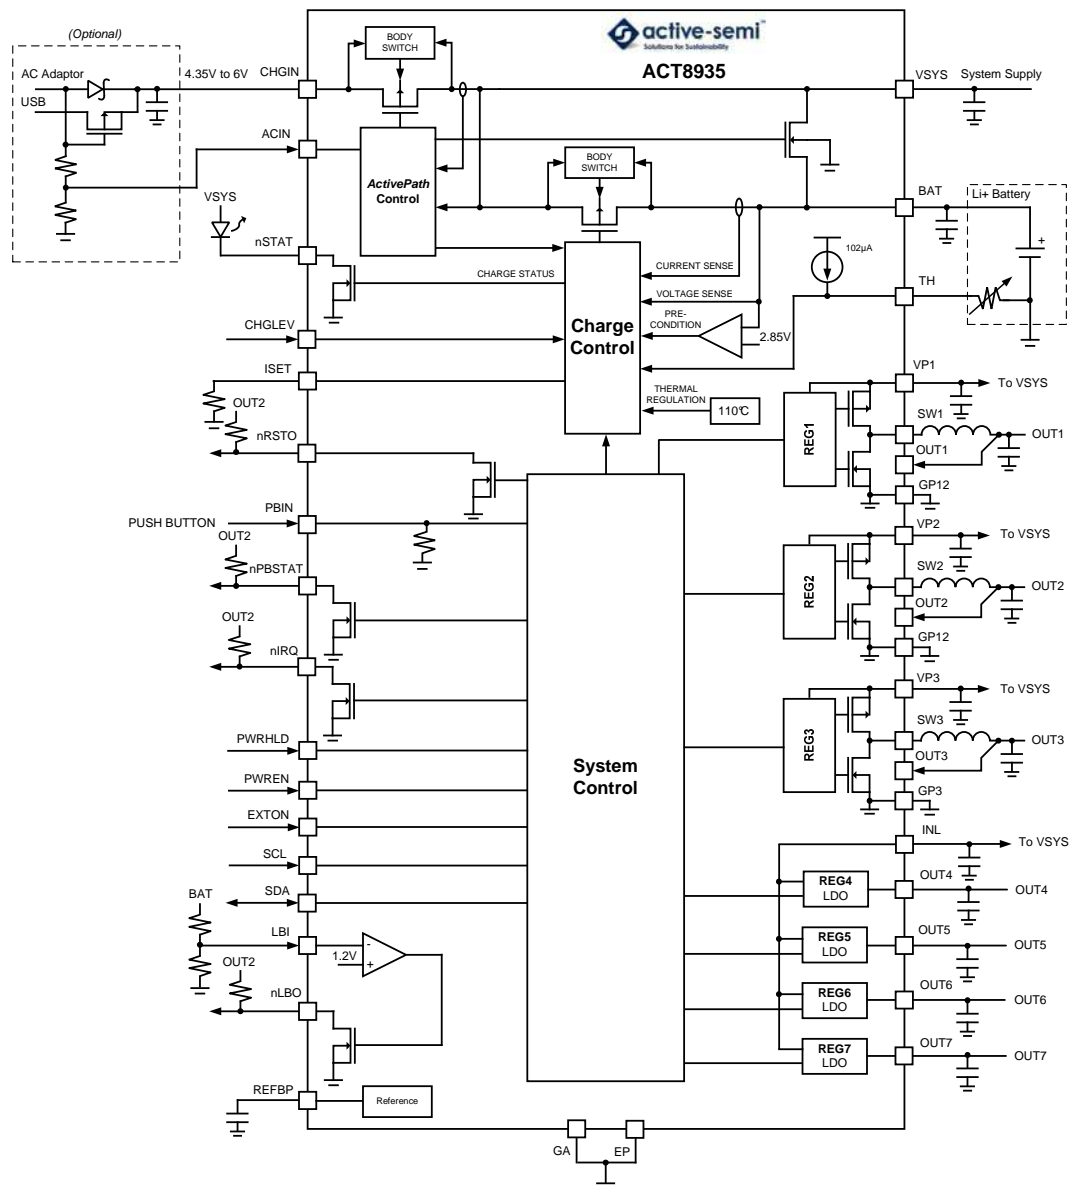 (Optional)
AC Adaptor
USB
4.35V to 6V
CHGIN
BODY
SWITCH
active-semi™
Solutions for Sustainability
ACT8935
VSYS
System Supply
ACIN
ActivePath
Control
BODY
SWITCH
BAT
Li+ Battery
+
VSYS
nSTAT
CHARGE STATUS
102µA
CURRENT SENSE
TH
VOLTAGE SENSE
CHGLEV
Charge
Control
PRE-
CONDITION
2.85V
ISET
THERMAL
REGULATION
110°C
VP1
To VSYS
OUT2
nRSTO
REG1
SW1
OUT1
OUT1
GP12
PBIN
PUSH BUTTON
OUT2
nPBSTAT
VP2
To VSYS
REG2
SW2
OUT2
OUT2
GP12
OUT2
nIRQ
VP3
To VSYS
REG3
SW3
OUT3
OUT3
GP3
System
Control
PWRHLD
PWREN
EXTON
SCL
SDA
INL
To VSYS
REG4
LDO
OUT4
OUT4
BAT
LBI
1.2V
-
+
REG5
LDO
OUT5
OUT5
OUT2
nLBO
REG6
LDO
OUT6
OUT6
REG7
LDO
OUT7
OUT7
REFBP
Reference
GA
EP